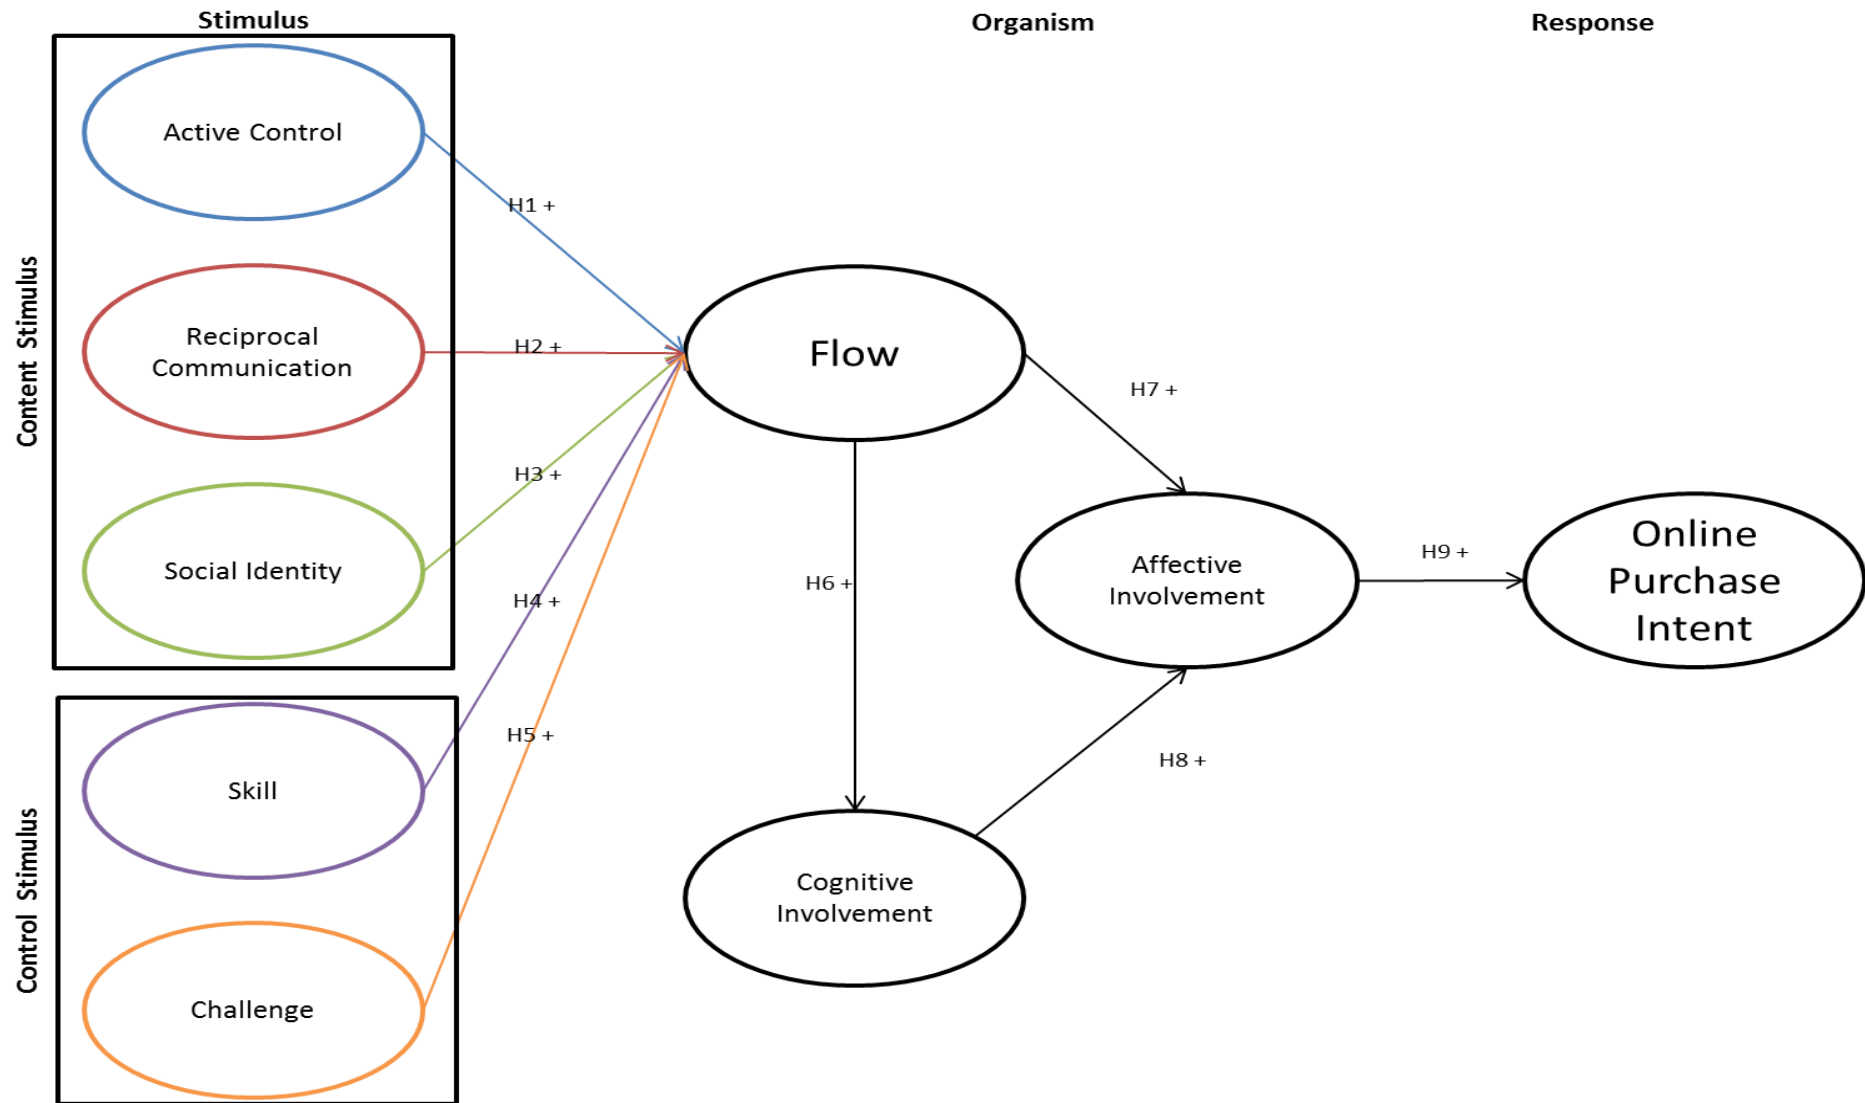 Stimulus
Organism
Response
Content Stimulus
Active Control
Reciprocal
Communication
Social Identity
Control Stimulus
Skill
Challenge
H1 +
H2 +
H3 +
H4 +
H5 +
Flow
H6 +
H7 +
Cognitive
Involvement
H8 +
Affective
Involvement
H9 +
Online
Purchase
Intent